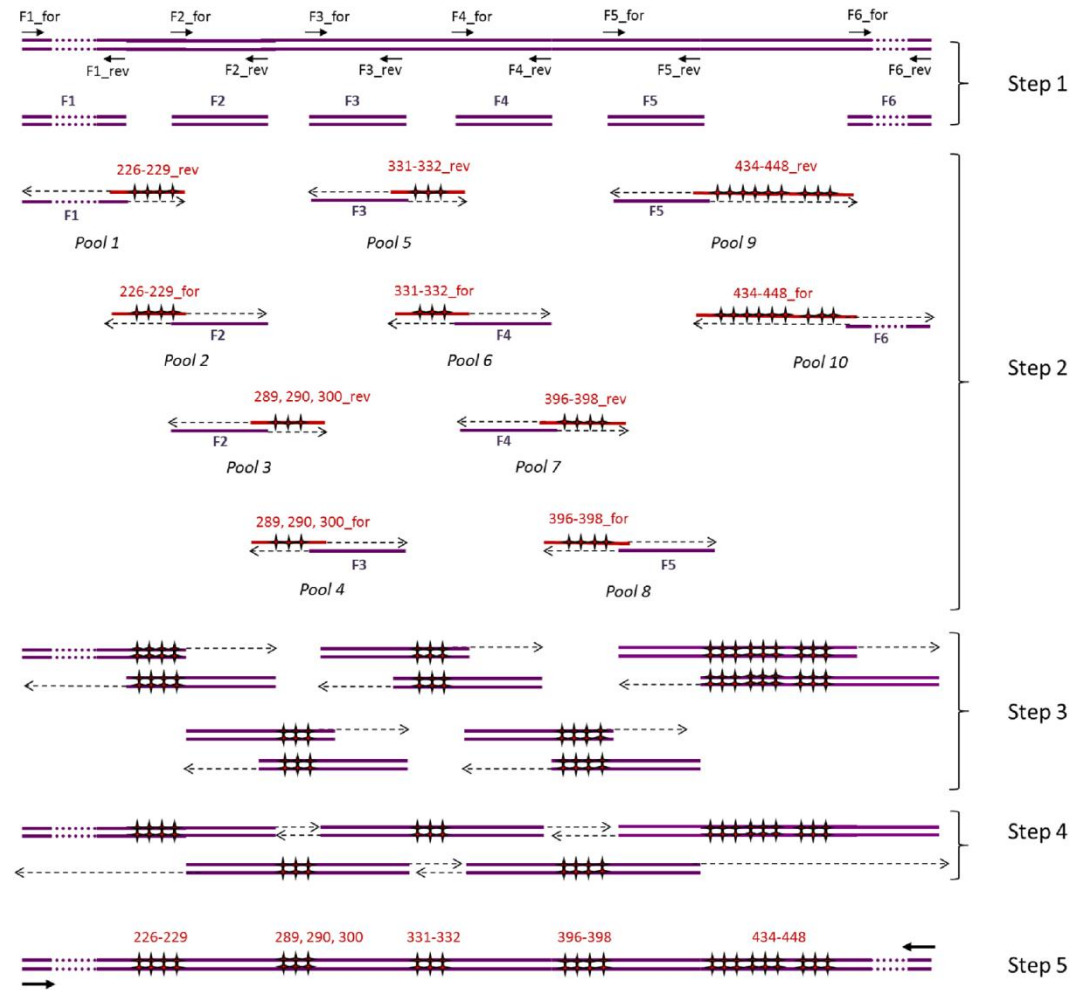 F1_for F2_for F3_for F4_for F5_for F6_for
F1_rev F2_rev F3_rev F4_rev F5_rev F6_rev
Step 1
F1 F2 F3 F4 F5 F6
226-229_rev 331-332_rev 434-448_rev
F1 F3 F5
Pool 1 Pool 5 Pool 9
226-229_for 331-332_for 434-448_for
F2 F4 F6
Pool 2 Pool 6 Pool 10
Step 2
289, 290, 300_rev 396-398_rev
F2 F4
Pool 3 Pool 7
289, 290, 300_for 396-398_for
F3 F5
Pool 4 Pool 8
Step 3
Step 4
226-229 289, 290, 300 331-332 396-398 434-448
Step 5